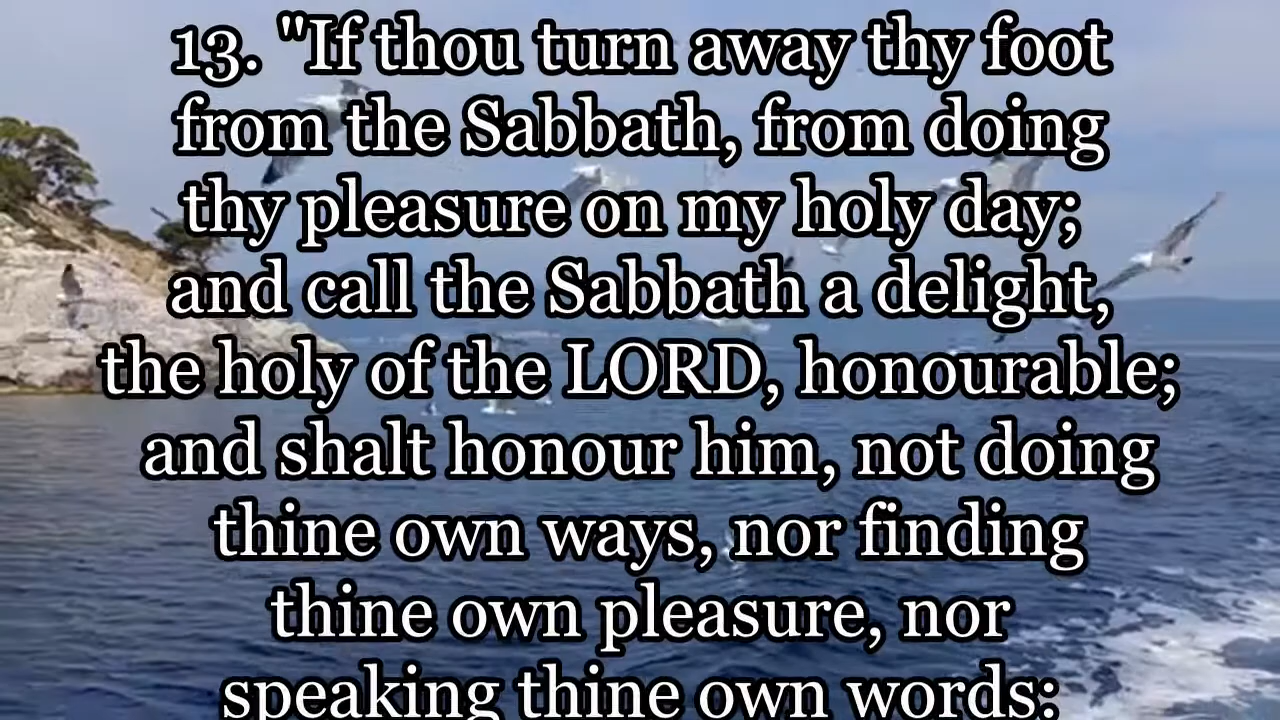 13. "If thou turn away thy foot
from the Sabbath, from doing
thy pleasure on my holy day;
and call the Sabbath a delight,
the holy of the LORD, honourable;
and shalt honour him, not doing
thine own ways, nor finding
thine own pleasure, nor
speaking thine own words: